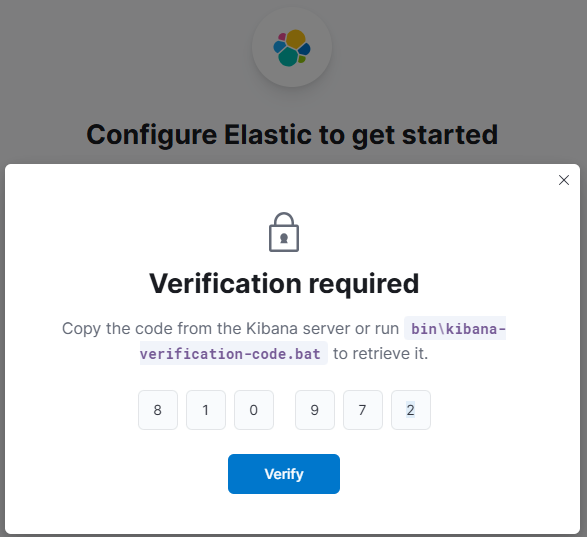 Configure Elastic to get started
Verification required
Copy the code from the Kibana server or run bin\kibana-
verification-code.bat to retrieve it.
8 1 0 9 7 2
Verify